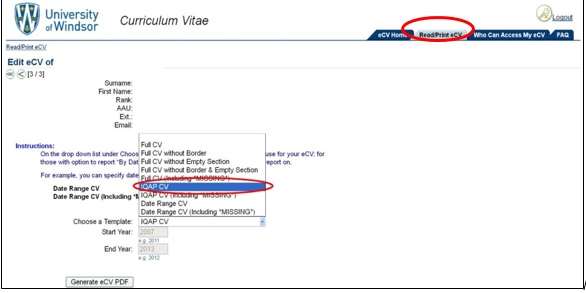 University
of Windsor
Curriculum Vitae
Logout
eCV Home
Read/Print eCV
Who Can Access My eCV
FAQ
Read/Print eCV
Edit eCV of
[3 / 3]
Surname:
First Name:
Rank:
AAU:
Ext.:
Email:
Instructions:
On the drop down list under Choos
use for your eCV; for
those with option to report "By Dat
report on.
For example, you can specify date
Date Range CV
Date Range CV (Including *M
Full CV
Full CV without Border
Full CV without Empty Section
Full CV without Border & Empty Section
Full CV (Including *MISSING*)
IQAP CV
IQAP CV (Including *MISSING*)
Date Range CV
Date Range CV (Including *MISSING*)
Choose a Template:
IQAP CV
Start Year:
2007
e.g. 2011
End Year:
2013
e.g. 2012
Generate eCV PDF